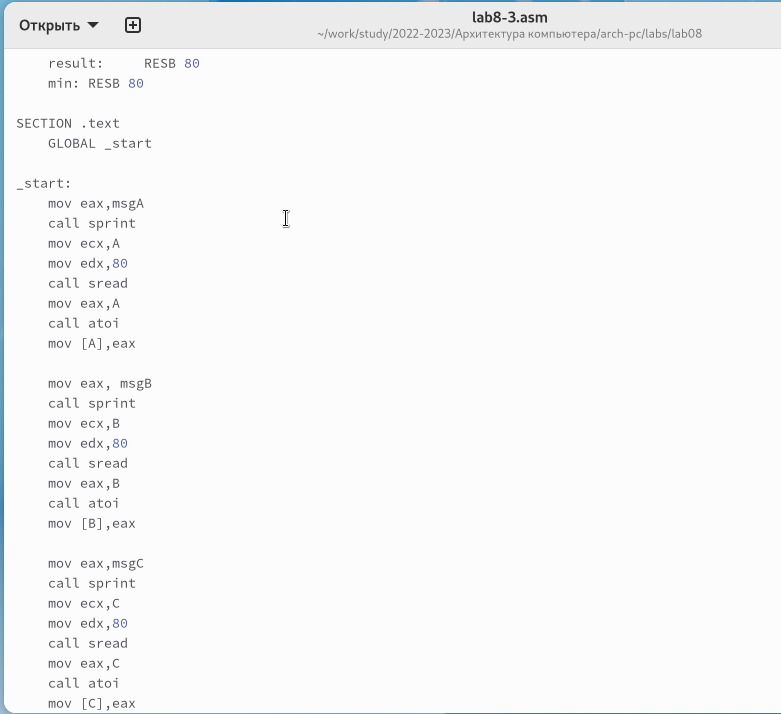 Открыть
lab8-3.asm
~/work/study/2022-2023/Архитектура компьютера/arch-pc/labs/lab08
result:     RESB 80
min: RESB 80
SECTION .text
GLOBAL _start
_start:
mov eax,msgA
call sprint
mov ecx,A
mov edx,80
call sread
mov eax,A
call atoi
mov [A],eax
mov eax, msgB
call sprint
mov ecx,B
mov edx,80
call sread
mov eax,B
call atoi
mov [B],eax
mov eax,msgC
call sprint
mov ecx,C
mov edx,80
call sread
mov eax,C
call atoi
mov [C],eax